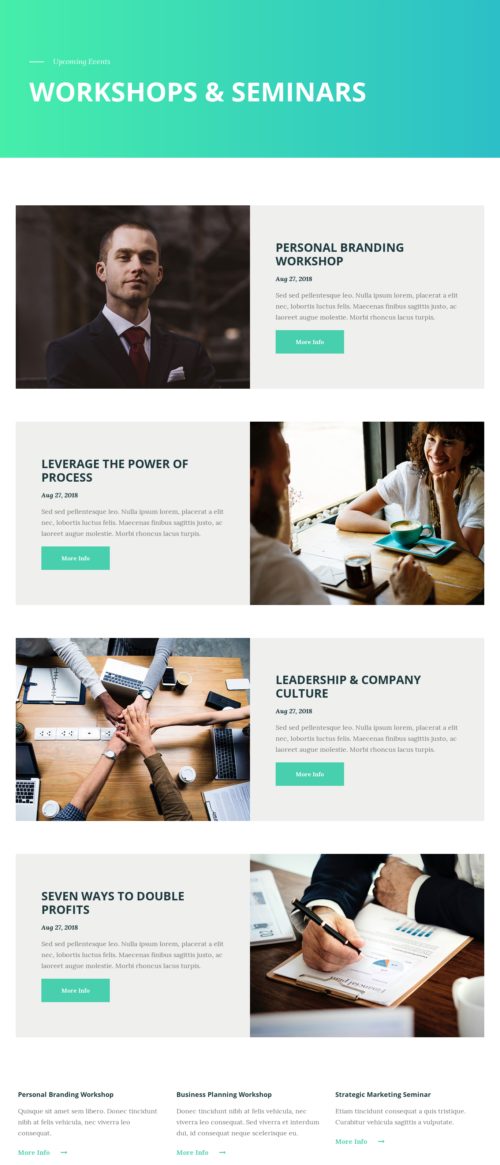 Upcoming Events
WORKSHOPS & SEMINARS
PERSONAL BRANDING
WORKSHOP
Aug 27, 2018
Sed sed pellentesque leo. Nulla ipsum lorem, placerat a elit
nec, lobortis luctus felis. Maecenas finibus sagittis justo, ac
laoreet augue molestie. Morbi rhoncus lacus turpis.
More Info
LEVERAGE THE POWER OF
PROCESS
Aug 27, 2018
Sed sed pellentesque leo. Nulla ipsum lorem, placerat a elit
nec, lobortis luctus felis. Maecenas finibus sagittis justo, ac
laoreet augue molestie. Morbi rhoncus lacus turpis.
More Info
LEADERSHIP & COMPANY
CULTURE
Aug 27, 2018
Sed sed pellentesque leo. Nulla ipsum lorem, placerat a elit
nec, lobortis luctus felis. Maecenas finibus sagittis justo, ac
laoreet augue molestie. Morbi rhoncus lacus turpis.
More Info
SEVEN WAYS TO DOUBLE
PROFITS
Aug 27, 2018
Sed sed pellentesque leo. Nulla ipsum lorem, placerat a elit
nec, lobortis luctus felis. Maecenas finibus sagittis justo, ac
laoreet augue molestie. Morbi rhoncus lacus turpis.
More Info
Personal Branding Workshop
Quisque sit amet sem libero. Donec tincidunt
nibh at felis vehicula, nec viverra leo
consequat.
More Info
Business Planning Workshop
Donec tincidunt nibh at felis vehicula, nec
viverra leo consequat. Sed viverra et interdum
dui, id consequat neque scelerisque eu.
More Info
Strategic Marketing Seminar
Etiam tincidunt consequat a quis tristique.
Curabitur vehicula sagittis a vulputate.
More Info